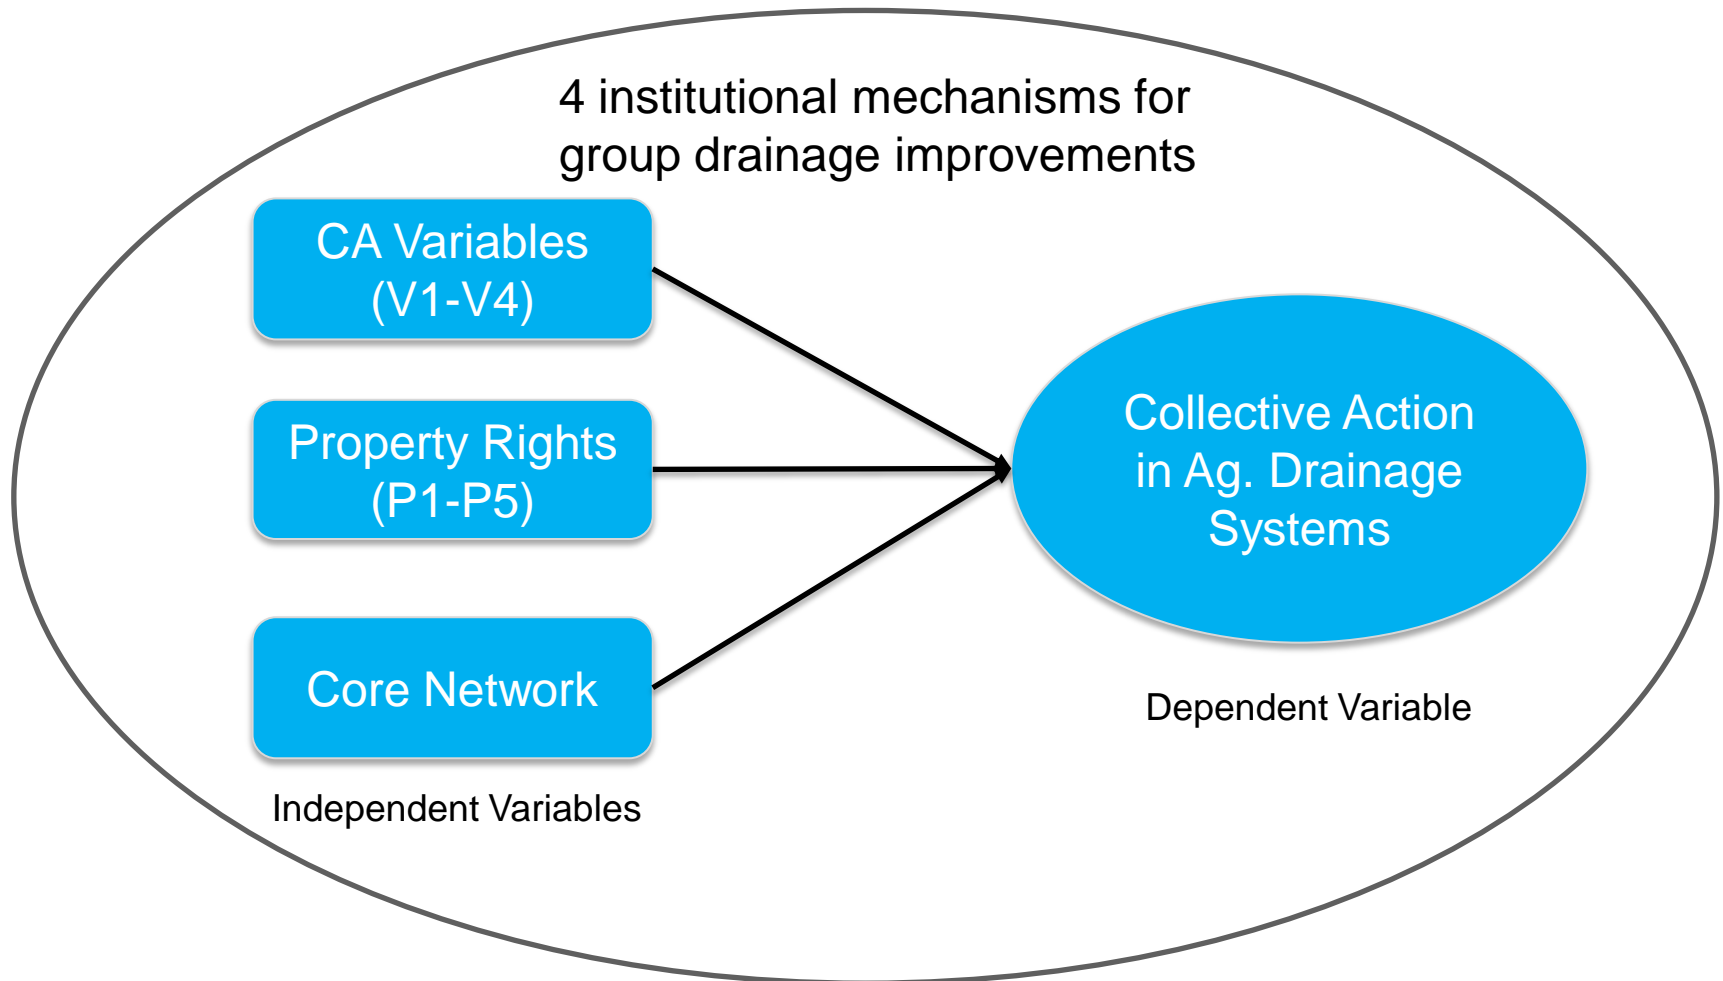 4 institutional mechanisms for
group drainage improvements
CA Variables
(V1-V4)
Property Rights
(P1-P5)
Core Network
Independent Variables
Collective Action
in Ag. Drainage
Systems
Dependent Variable